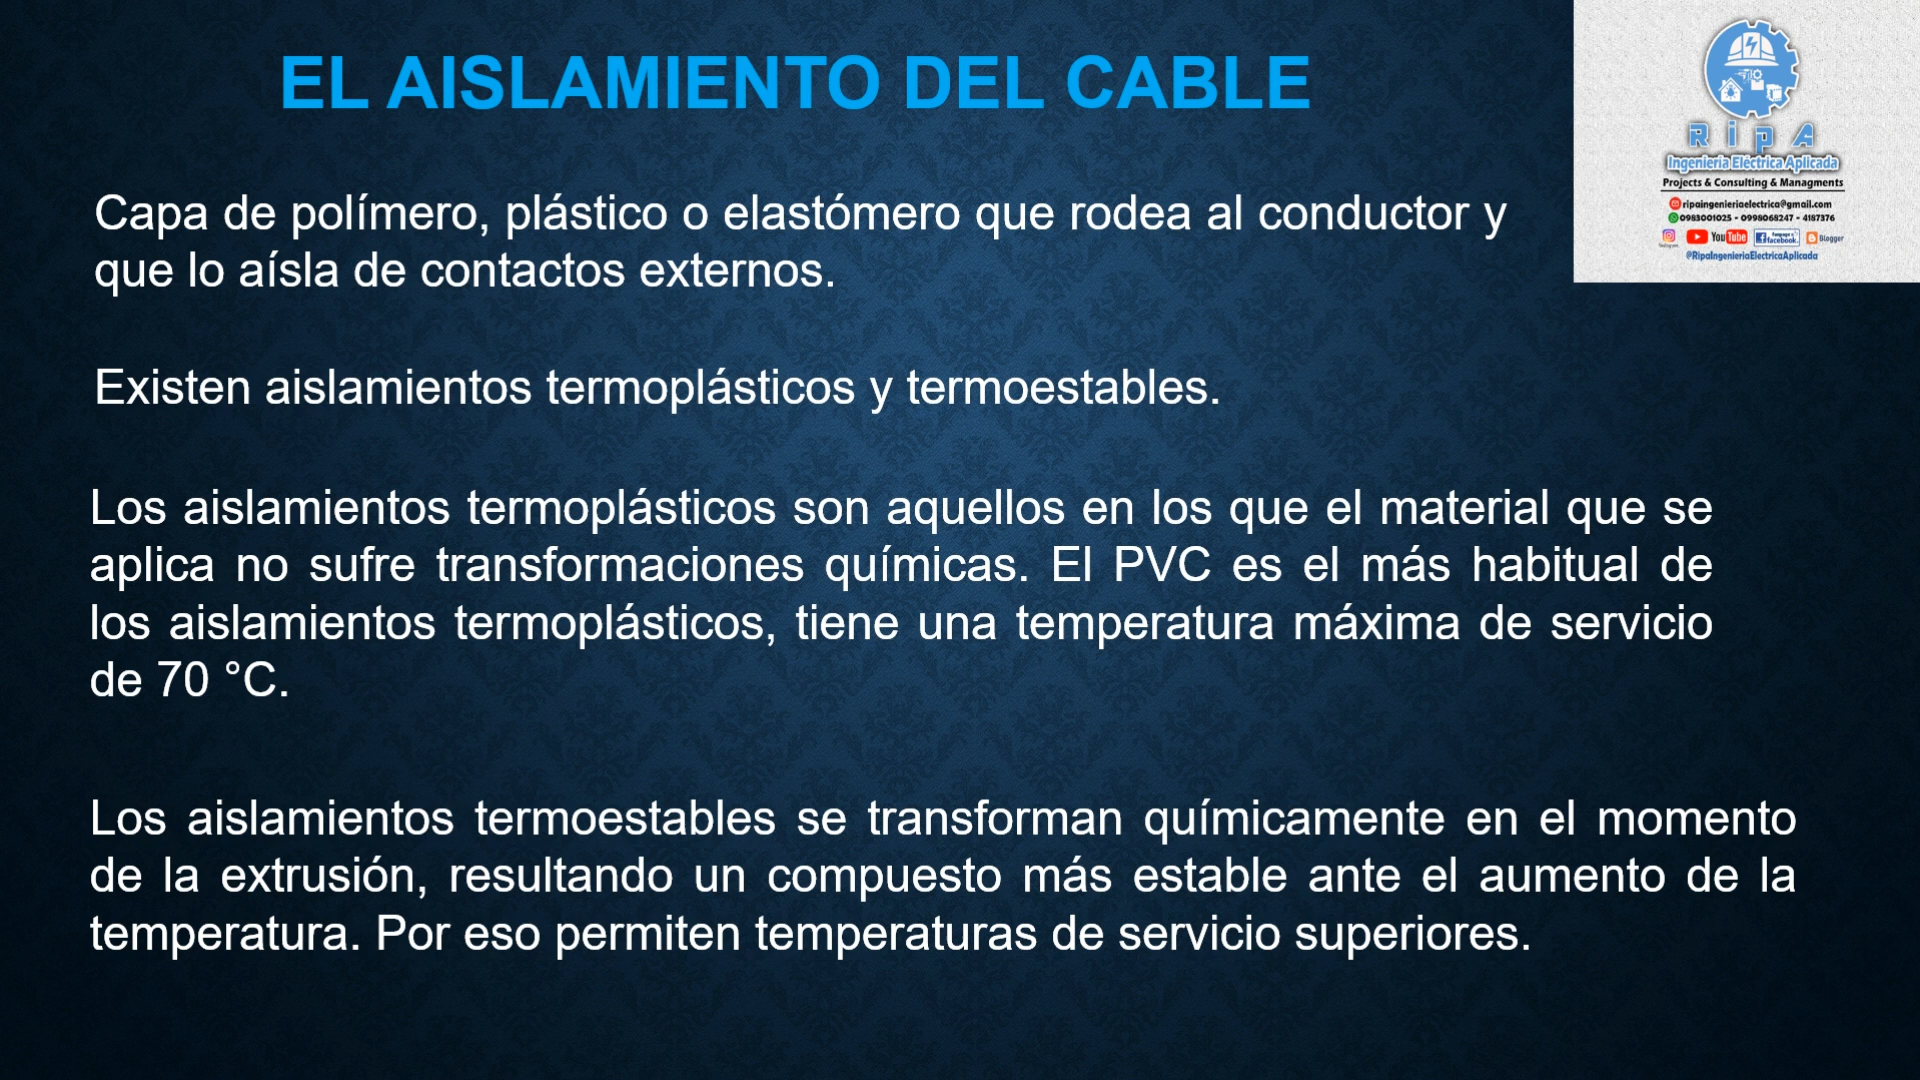 EL AISLAMIENTO DEL CABLE
Capa de polímero, plástico o elastómero que rodea al conductor y
que lo aísla de contactos externos.
Existen aislamientos termoplásticos y termoestables.
Los aislamientos termoplásticos son aquellos en los que el material que se
aplica no sufre transformaciones químicas. El PVC es el más habitual de
los aislamientos termoplásticos, tiene una temperatura máxima de servicio
de 70 °C.
Los aislamientos termoestables se transforman químicamente en el momento
de la extrusión, resultando un compuesto más estable ante el aumento de la
temperatura. Por eso permiten temperaturas de servicio superiores.
RipA
Ingenieria Eléctrica Aplicada
Projects & Consulting & Managments
ripaingenieriaelectrica@gmail.com
0983001025 - 0998068247 - 4187376
YouTube facebook. Blogger
@RipaIngenieriaElectricaAplicada